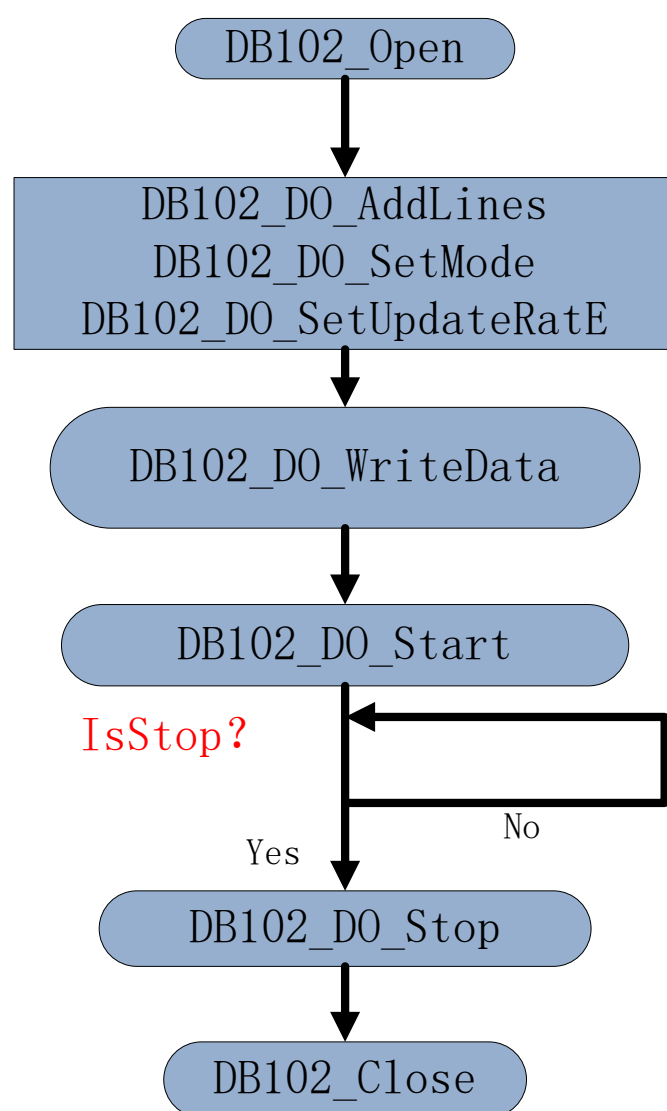 DB102_Open
DB102_DO_AddLines
DB102_DO_SetMode
DB102_DO_SetUpdateRatE
DB102_DO_WriteData
DB102_DO_Start
IsStop?
No
Yes
DB102_DO_Stop
DB102_Close